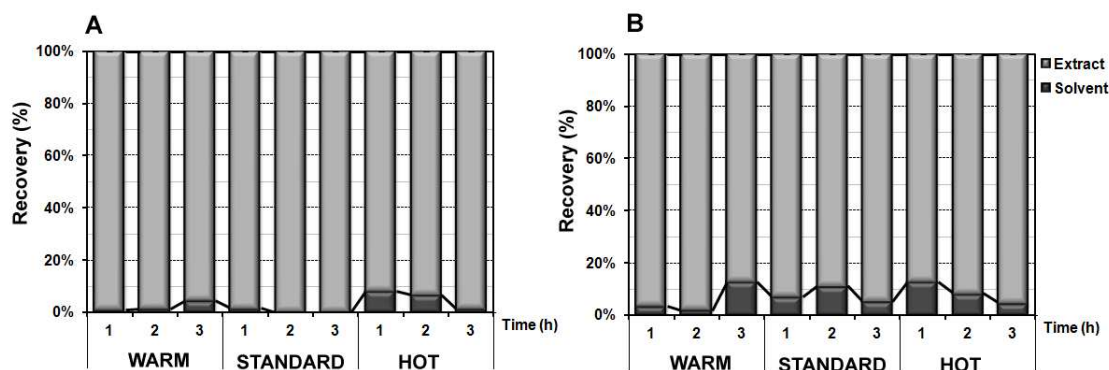 A
Recovery (%)
100%
80%
60%
40%
20%
0%
1 2 3 1 2 3 1 2 3 Time (h)
WARM STANDARD HOT
B
Recovery (%)
100%
80%
60%
40%
20%
0%
1 2 3 1 2 3 1 2 3 Time (h)
WARM STANDARD HOT
Extract
Solvent